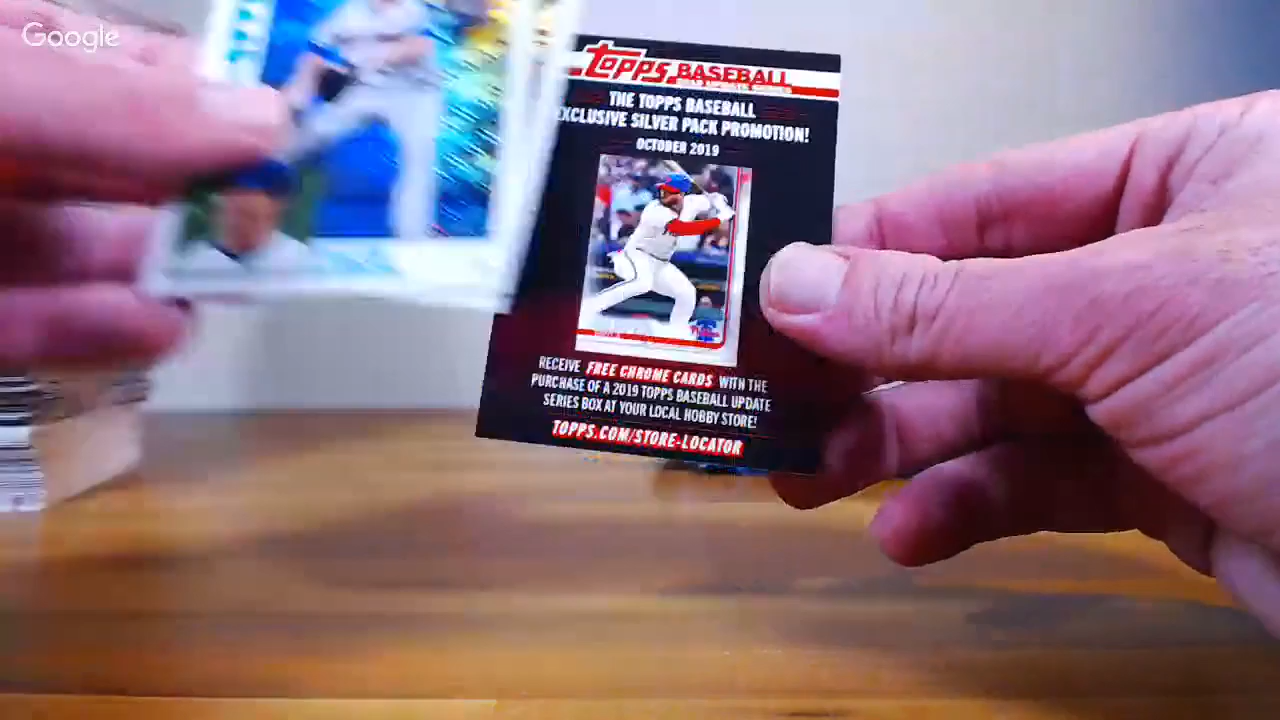 Google
Topps BASEBALL
THE TOPPS BASEBALL
EXCLUSIVE SILVER PACK PROMOTION!
OCTOBER 2019
RECEIVE FREE CHROME CARDS WITH THE
PURCHASE OF A 2019 TOPPS BASEBALL UPDATE
SERIES BOX AT YOUR LOCAL HOBBY STORE!
TOPPS.COM/STORE-LOCATOR